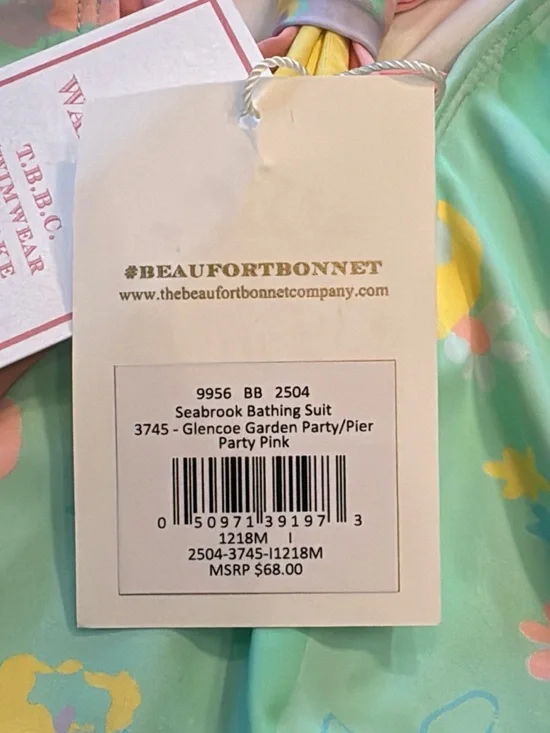 WA
T.B.B.C.
#BEAUFORTBONNET
www.thebeaufortbonnetcompany.com
9956 BB 2504
Seabrook Bathing Suit
3745 - Glencoe Garden Party/Pier
Party Pink
0 50971 39197 3
1218M I
2504-3745-I1218M
MSRP $68.00